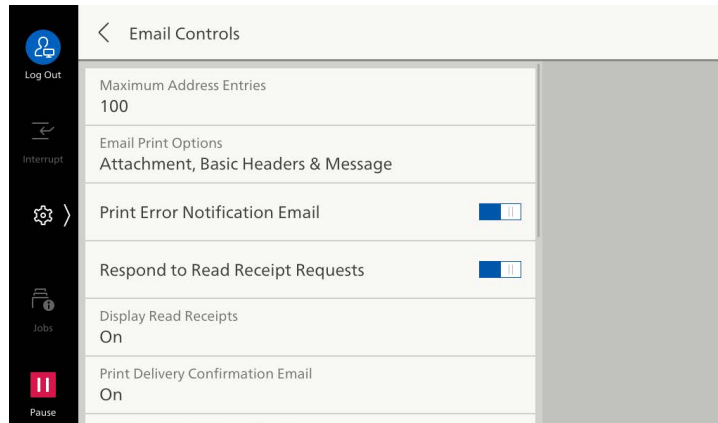 Email Controls
Log Out
Maximum Address Entries
100
Interrupt
Email Print Options
Attachment, Basic Headers & Message
Print Error Notification Email
Respond to Read Receipt Requests
Jobs
Display Read Receipts
On
Print Delivery Confirmation Email
On
Pause